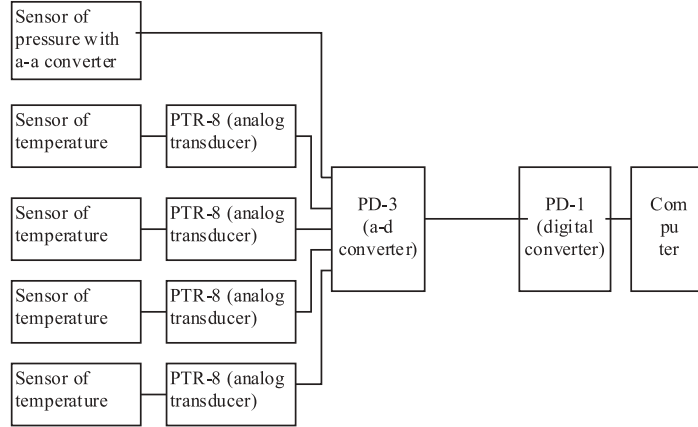 Sensor of
pressure with
a-a converter
Sensor of
temperature
PTR-8 (analog
transducer)
Sensor of
temperature
PTR-8 (analog
transducer)
Sensor of
temperature
PTR-8 (analog
transducer)
Sensor of
temperature
PTR-8 (analog
transducer)
PD-3
(a-d
converter)
PD-1
(digital
converter)
Com
pu
ter